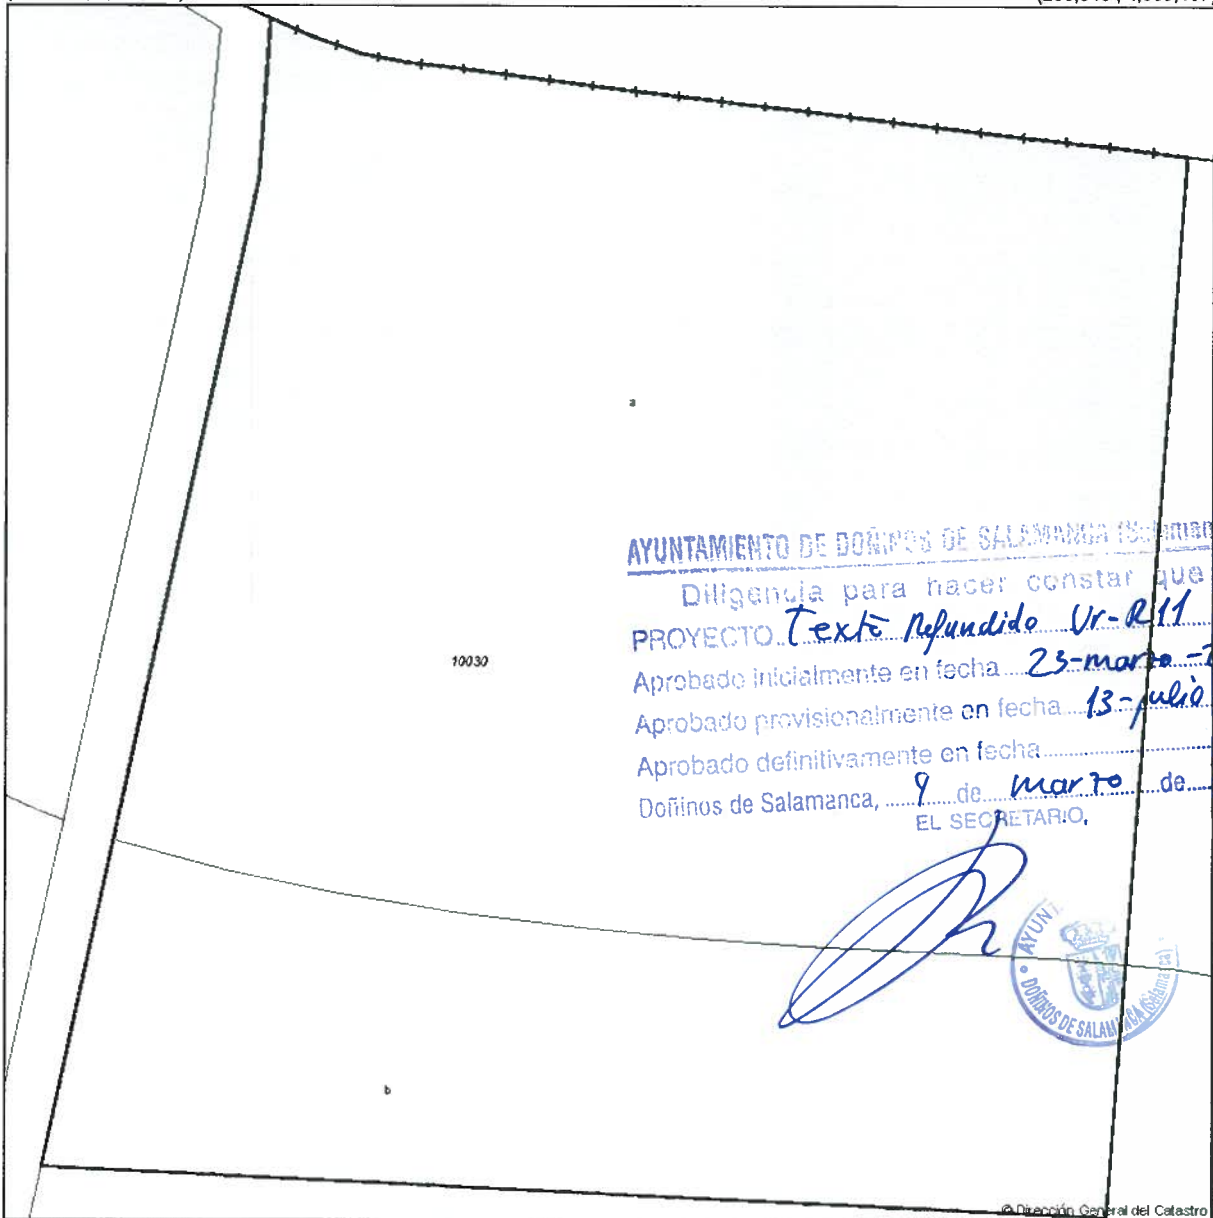 a
AYUNTAMIENTO DE DOÑINOS DE SALAMANCA
Diligencia para hacer constar que
PROYECTO Texto Refundido Ur-R11
10030
Aprobado inicialmente en fecha 23-marzo-
Aprobado provisionalmente en fecha 13-julio
Aprobado definitivamente en fecha
Doñinos de Salamanca, 9 de marzo de
EL SECRETARIO,
AYUNT
DOÑINOS DE SALAMANCA (Salamanca)
b
© Dirección General del Catastro